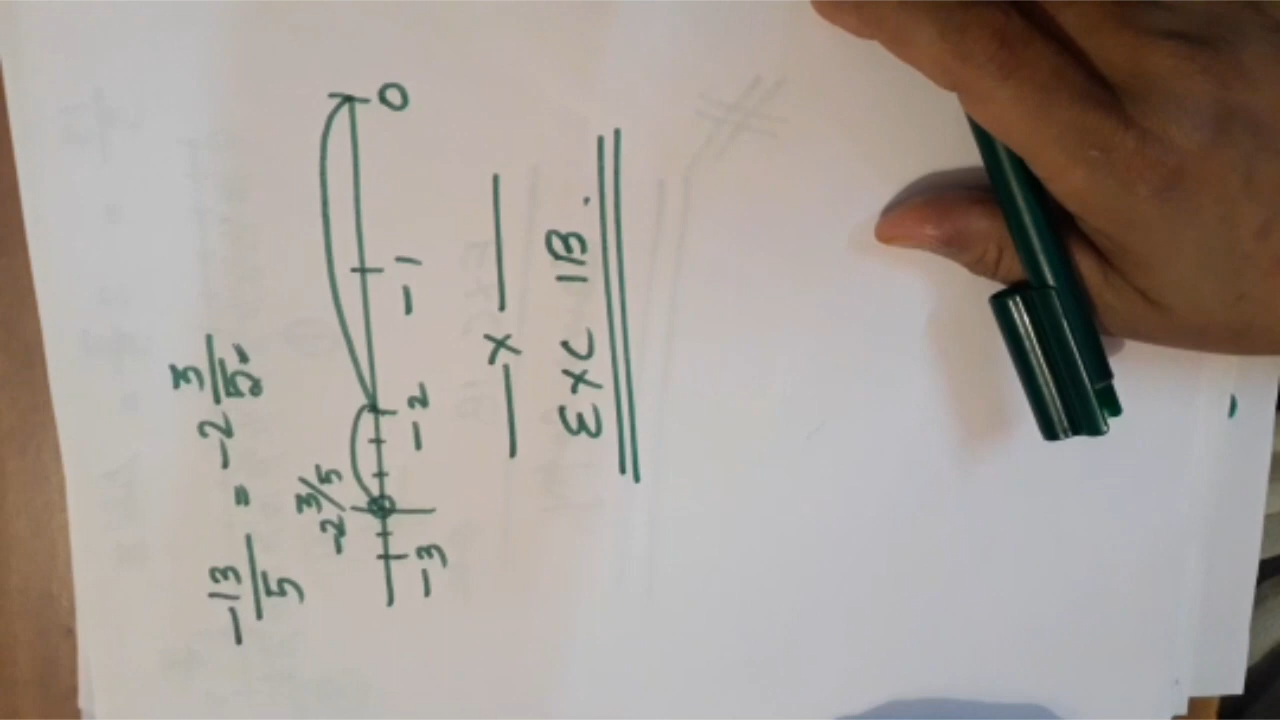 -13/5 = -2 3/5
-2 3/5
-3 -2 -1 0
— x —
Exc 1B.